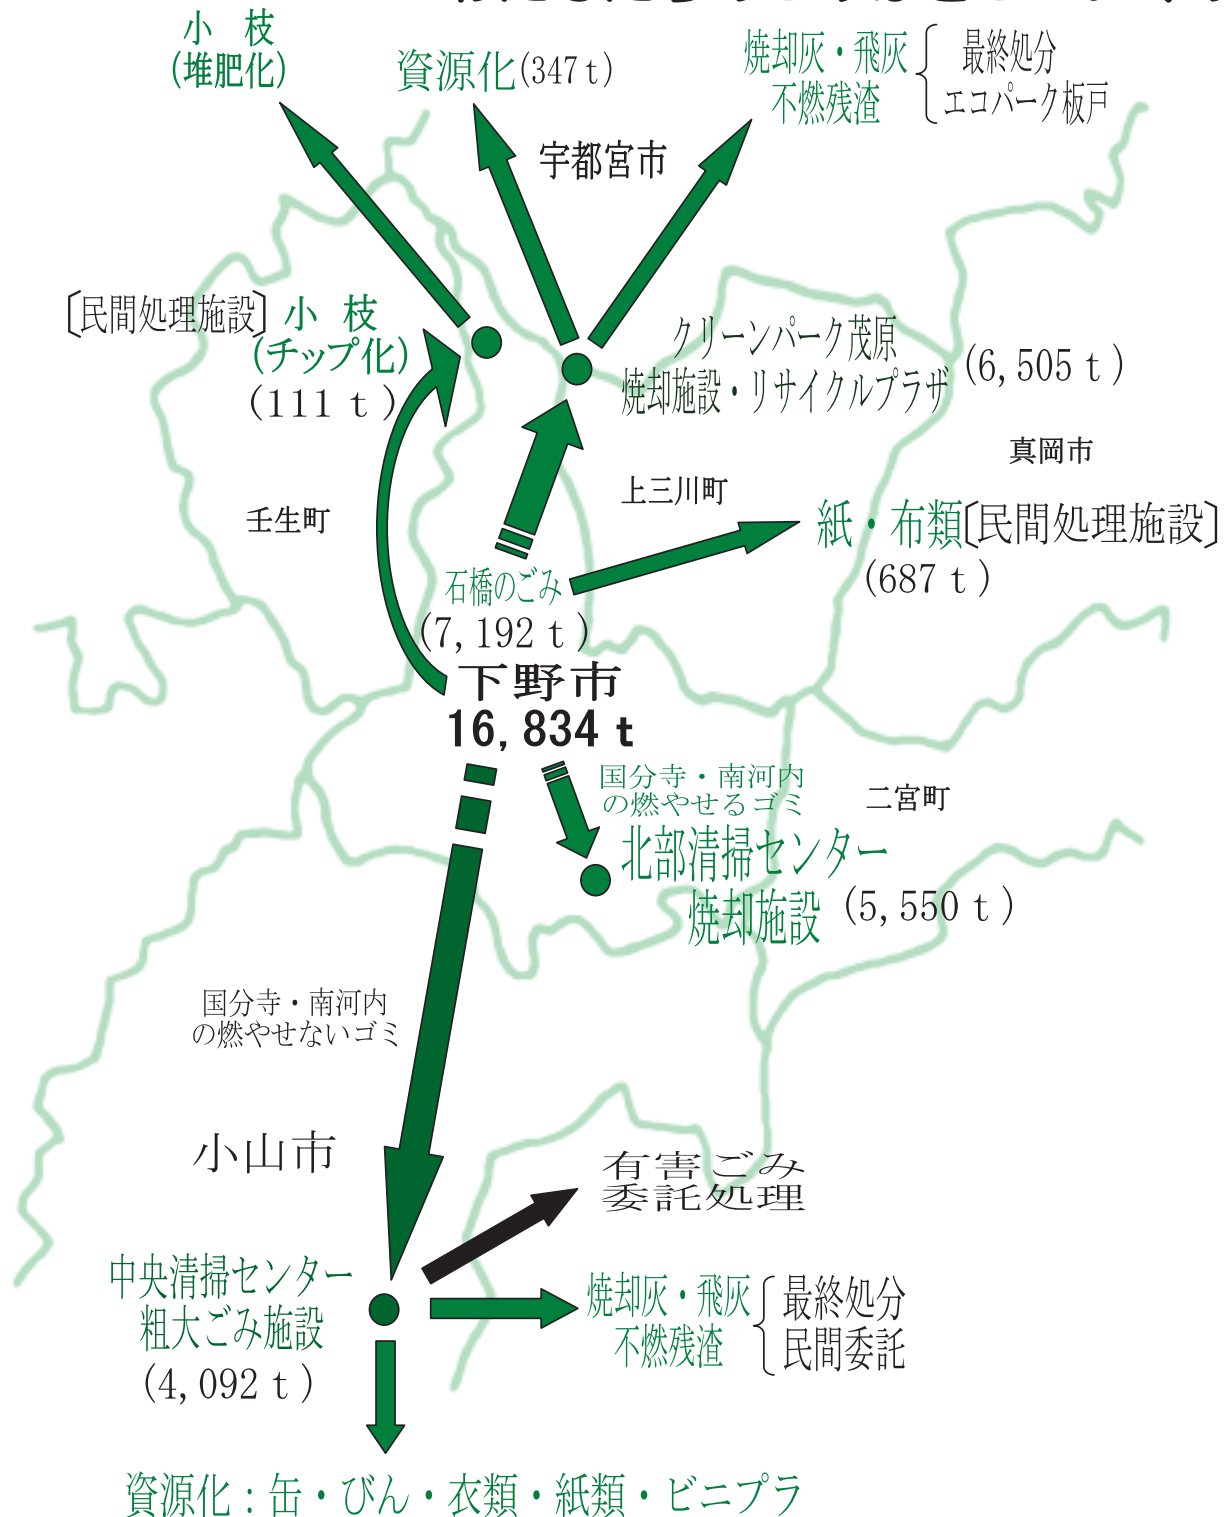 小 枝
(堆肥化)
資源化(347t)
焼却灰・飛灰
不燃残渣
最終処分
エコパーク板戸
宇都宮市
〔民間処理施設〕小 枝
(チップ化)
(111 t)
クリーンパーク茂原
焼却施設・リサイクルプラザ
(6,505 t)
真岡市
上三川町
壬生町
紙・布類〔民間処理施設〕
(687 t)
石橋のごみ
(7,192 t)
下野市
16,834 t
国分寺・南河内
の燃やせるゴミ
二宮町
北部清掃センター
焼却施設
(5,550 t)
国分寺・南河内
の燃やせないゴミ
小山市
有害ごみ
委託処理
中央清掃センター
粗大ごみ施設
(4,092 t)
焼却灰・飛灰
不燃残渣
最終処分
民間委託
資源化：缶・びん・衣類・紙類・ビニプラ